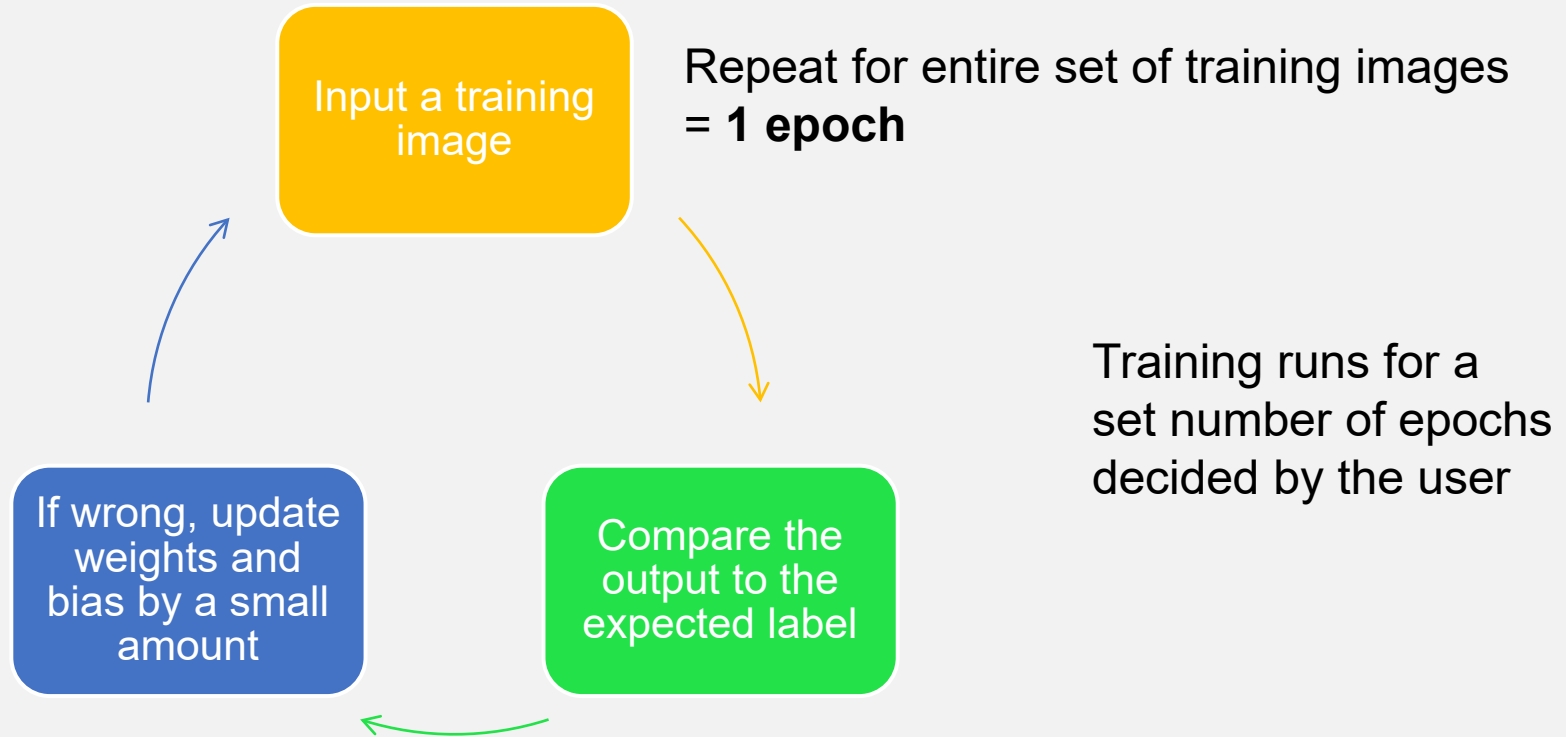 Input a training
image
Repeat for entire set of training images
= 1 epoch
Training runs for a
set number of epochs
decided by the user
Compare the
output to the
expected label
If wrong, update
weights and
bias by a small
amount